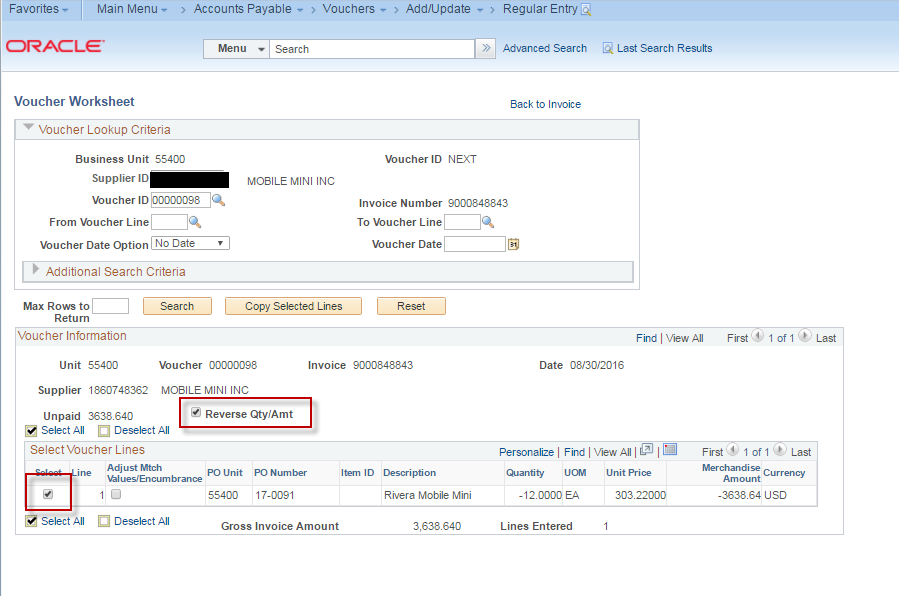 Favorites Main Menu > Accounts Payable > Vouchers > Add/Update > Regular Entry
ORACLE
Menu Search Advanced Search Last Search Results
Voucher Worksheet
Back to Invoice
Voucher Lookup Criteria
Business Unit 55400 Voucher ID NEXT
Supplier ID MOBILE MINI INC
Voucher ID 00000098 Invoice Number 9000848843
From Voucher Line To Voucher Line
Voucher Date Option No Date Voucher Date
Additional Search Criteria
Max Rows to Return Search Copy Selected Lines Reset
Voucher Information Find | View All First 1 of 1 Last
Unit 55400 Voucher 00000098 Invoice 9000848843 Date 08/30/2016
Supplier 1860748362 MOBILE MINI INC
Unpaid 3638.640 Reverse Qty/Amt
Select All Deselect All
Select Voucher Lines Personalize | Find | View All | | First 1 of 1 Last
Select Line Adjust Mtch Values/Encumbrance PO Unit PO Number Item ID Description Quantity UOM Unit Price Merchandise Amount Currency
1 55400 17-0091 Rivera Mobile Mini -12.0000 EA 303.22000 -3638.64 USD
Select All Deselect All
Gross Invoice Amount 3,638.640 Lines Entered 1